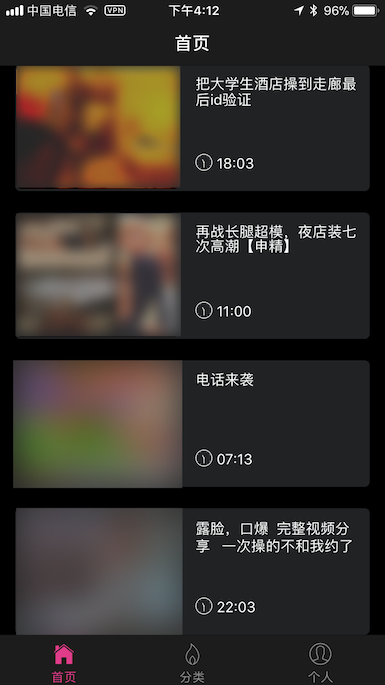 中国电信 VPN 下午4:12 96%
首页
把大学生酒店操到走廊最
后id验证
18:03
再战长腿超模，夜店装七
次高潮【申精】
11:00
电话来袭
07:13
露脸，口爆 完整视频分
享 一次操的不和我约了
22:03
首页 分类 个人